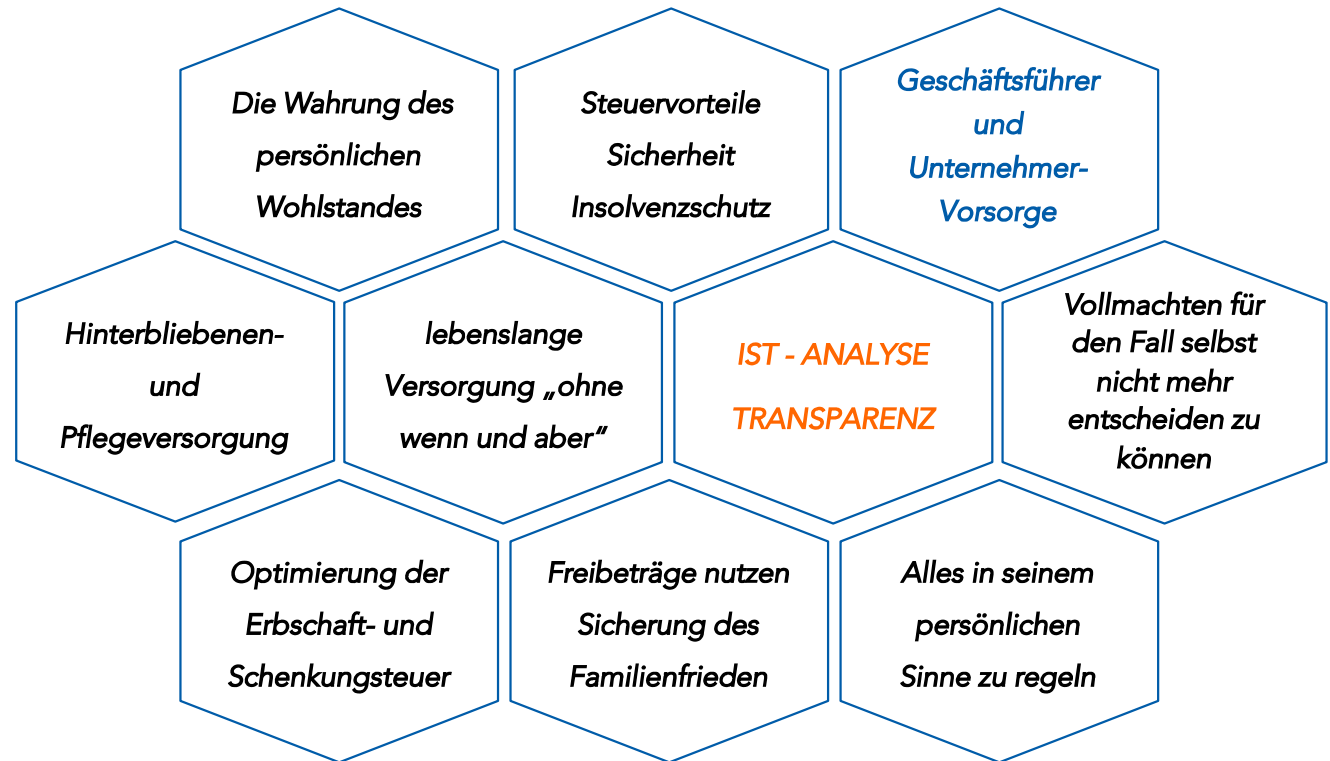 Die Wahrung des
persönlichen
Wohlstandes
Steuervorteile
Sicherheit
Insolvenzschutz
Geschäftsführer
und
Unternehmer-
Vorsorge
Hinterbliebenen-
und
Pflegeversorgung
lebenslange
Versorgung „ohne
wenn und aber“
IST - ANALYSE
TRANSPARENZ
Vollmachten für
den Fall selbst
nicht mehr
entscheiden zu
können
Optimierung der
Erbschaft- und
Schenkungsteuer
Freibeträge nutzen
Sicherung des
Familienfrieden
Alles in seinem
persönlichen
Sinne zu regeln